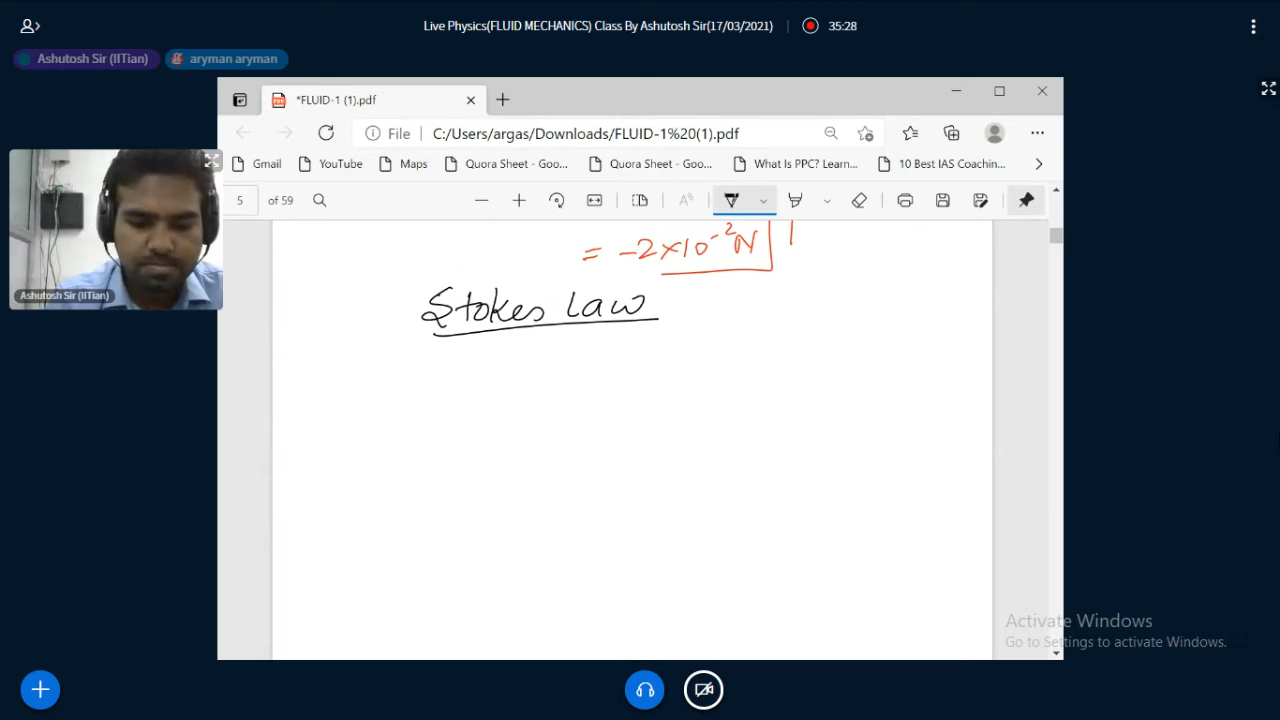 Live Physics(FLUID MECHANICS) Class By Ashutosh Sir(17/03/2021)
35:28
Ashutosh Sir (IITian)
aryman aryman
*FLUID-1 (1).pdf
File
C:/Users/argas/Downloads/FLUID-1%20(1).pdf
Gmail
YouTube
Maps
Quora Sheet - Goo...
Quora Sheet - Goo...
What Is PPC? Learn...
10 Best IAS Coachin...
5 of 59
= -2×10⁻²N
Stokes Law
Ashutosh Sir (IITian)
Activate Windows
Go to Settings to activate Windows.